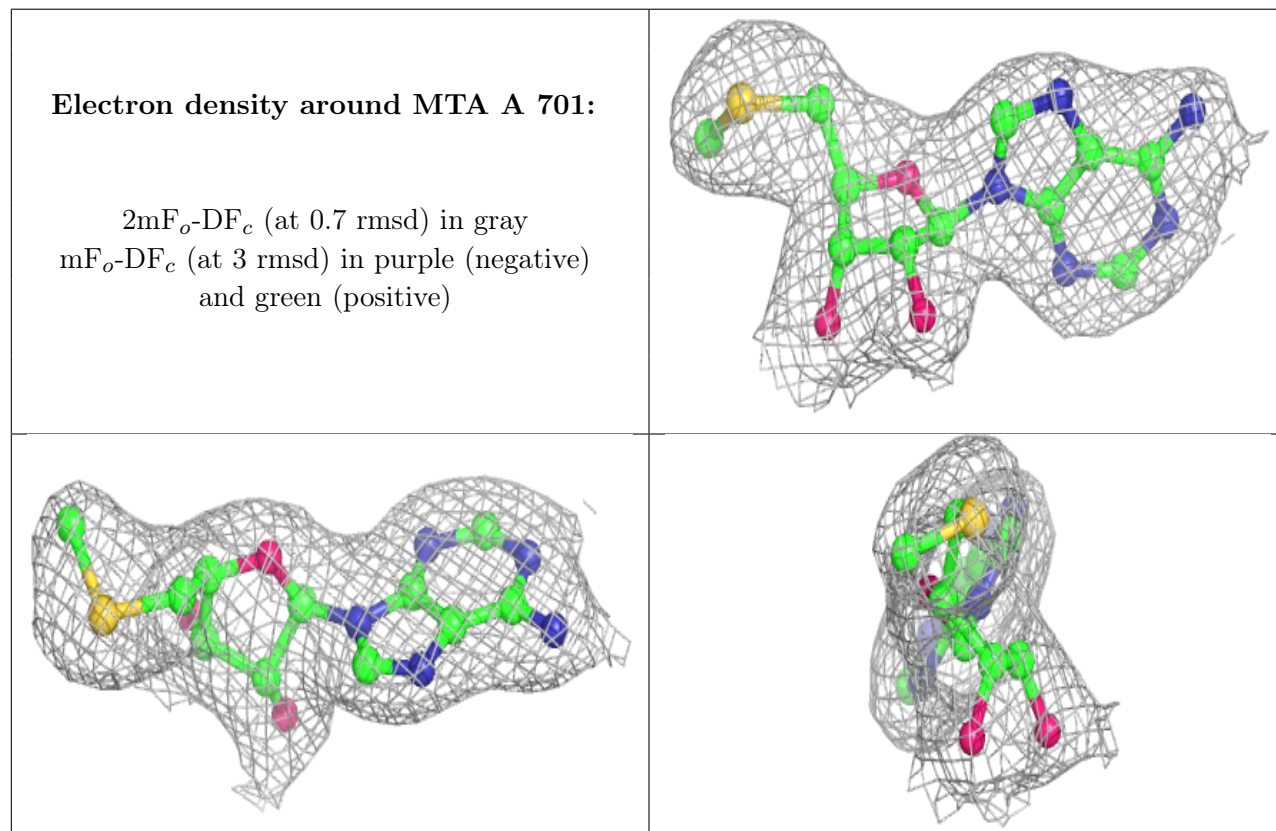 Electron density around MTA A 701:
2mFo-DFc (at 0.7 rmsd) in gray
mFo-DFc (at 3 rmsd) in purple (negative)
and green (positive)